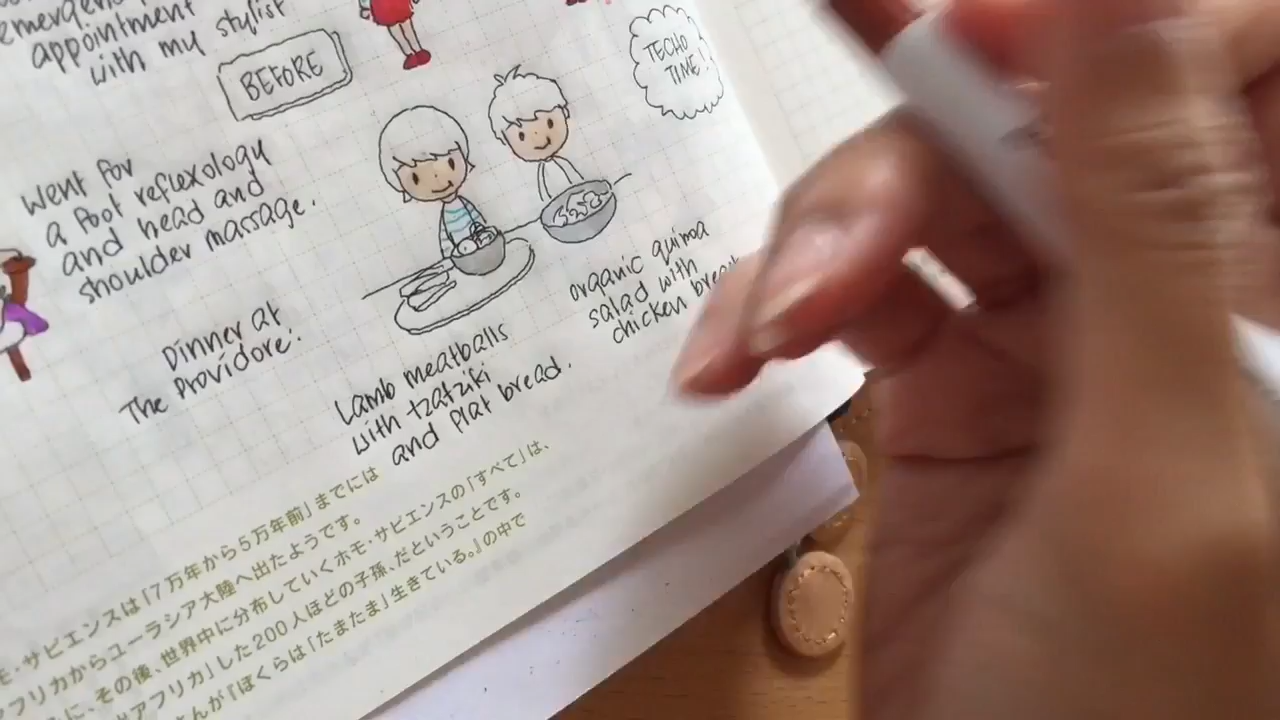 appointment
with my stylist
BEFORE
TECHO
TIME!
Went for
a foot reflexology
and head and
shoulder massage.
Dinner at
The Providore:
Lamb meatballs
with tzatziki
and flat bread.
organic quinoa
salad with
chicken
モ・サピエンスは「7万年から5万年前」までには
フリカからユーラシア大陸へ出たようです。
に、その後、世界中に分布していくホモ・サピエンスの「すべて」は、
アフリカ」した200人ほどの子孫、だということです。
んが『ぼくらは「たまたま」生きている。』の中で